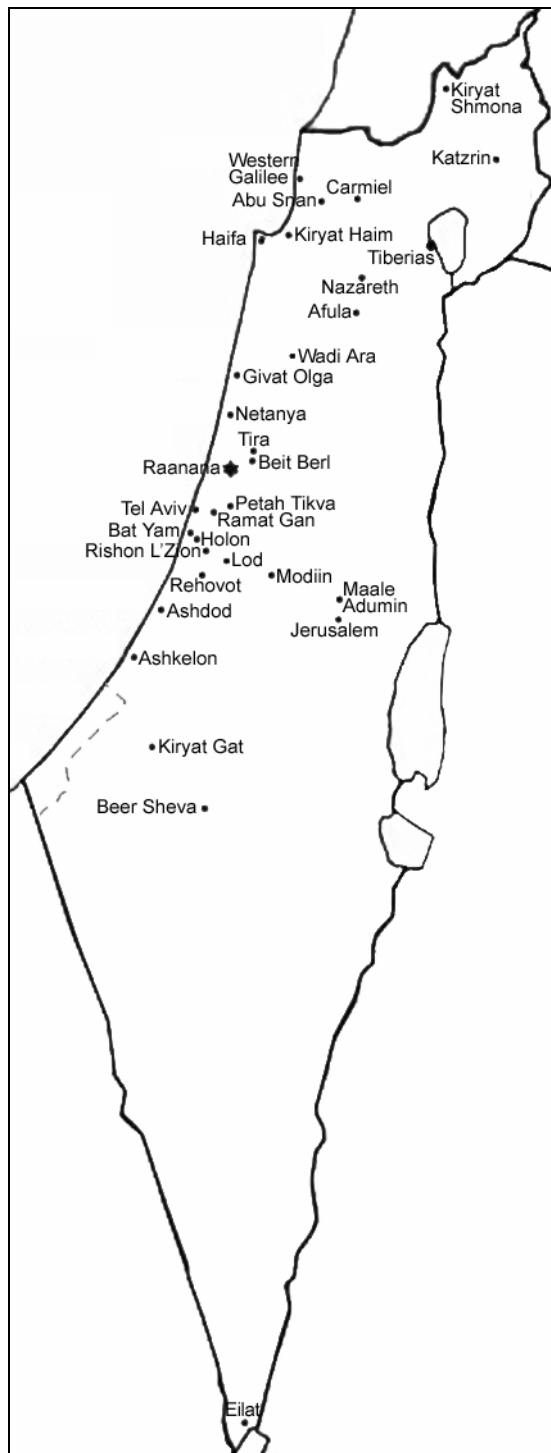 Kiryat
Shmona
Western
Galilee
Katzrin
Carmiel
Abu Snan
Haifa
Kiryat Haim
Tiberias
Nazareth
Afula
Wadi Ara
Givat Olga
Netanya
Tira
Beit Berl
Raanana
Petah Tikva
Tel Aviv
Ramat Gan
Bat Yam
Holon
Rishon L'Zion
Lod
Rehovot
Modiin
Maale
Adumin
Ashdod
Jerusalem
Ashkelon
Kiryat Gat
Beer Sheva
Eilat